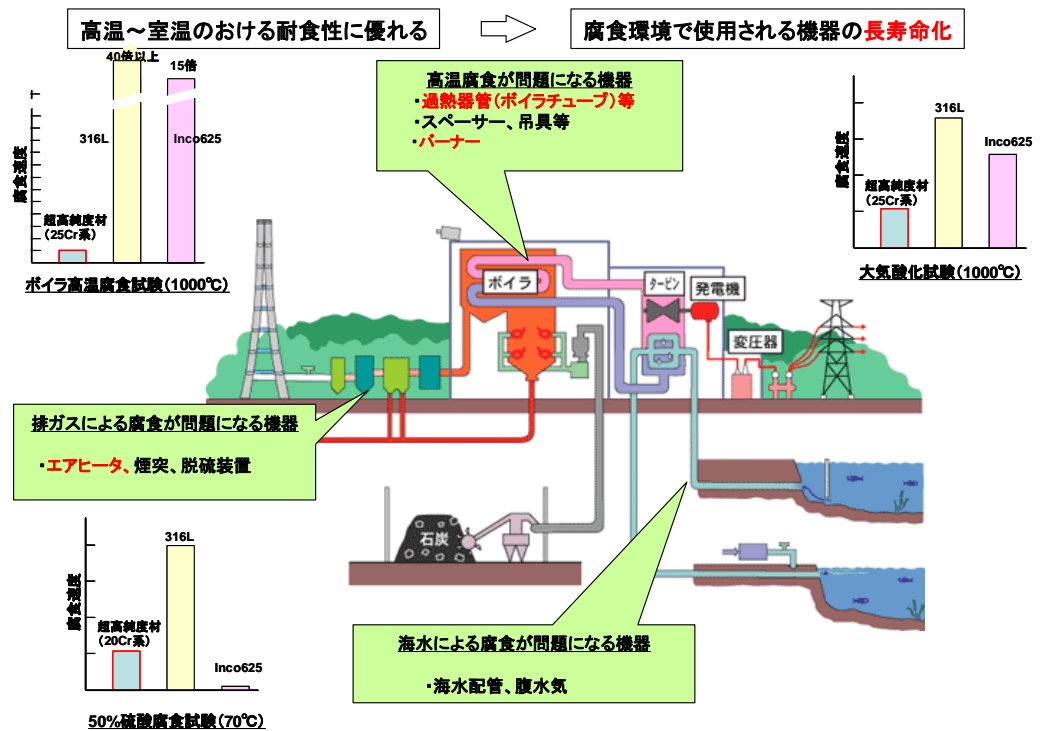 高温～室温のおける耐食性に優れる
腐食環境で使用される機器の長寿命化
40倍以上
15倍
316L
Inco625
腐食速度
超高純度材
(25Cr系)
ボイラ高温腐食試験(1000℃)
高温腐食が問題になる機器
・過熱器管(ボイラチューブ)等
・スペーサー、吊具等
・バーナー
316L
Inco625
腐食速度
超高純度材
(25Cr系)
大気酸化試験(1000℃)
ボイラ
タービン
発電機
変圧器
排ガスによる腐食が問題になる機器
・エアヒータ、煙突、脱硫装置
石炭
316L
腐食速度
超高純度材
(20Cr系)
Inco625
50%硫酸腐食試験(70℃)
海水による腐食が問題になる機器
・海水配管、腹水気